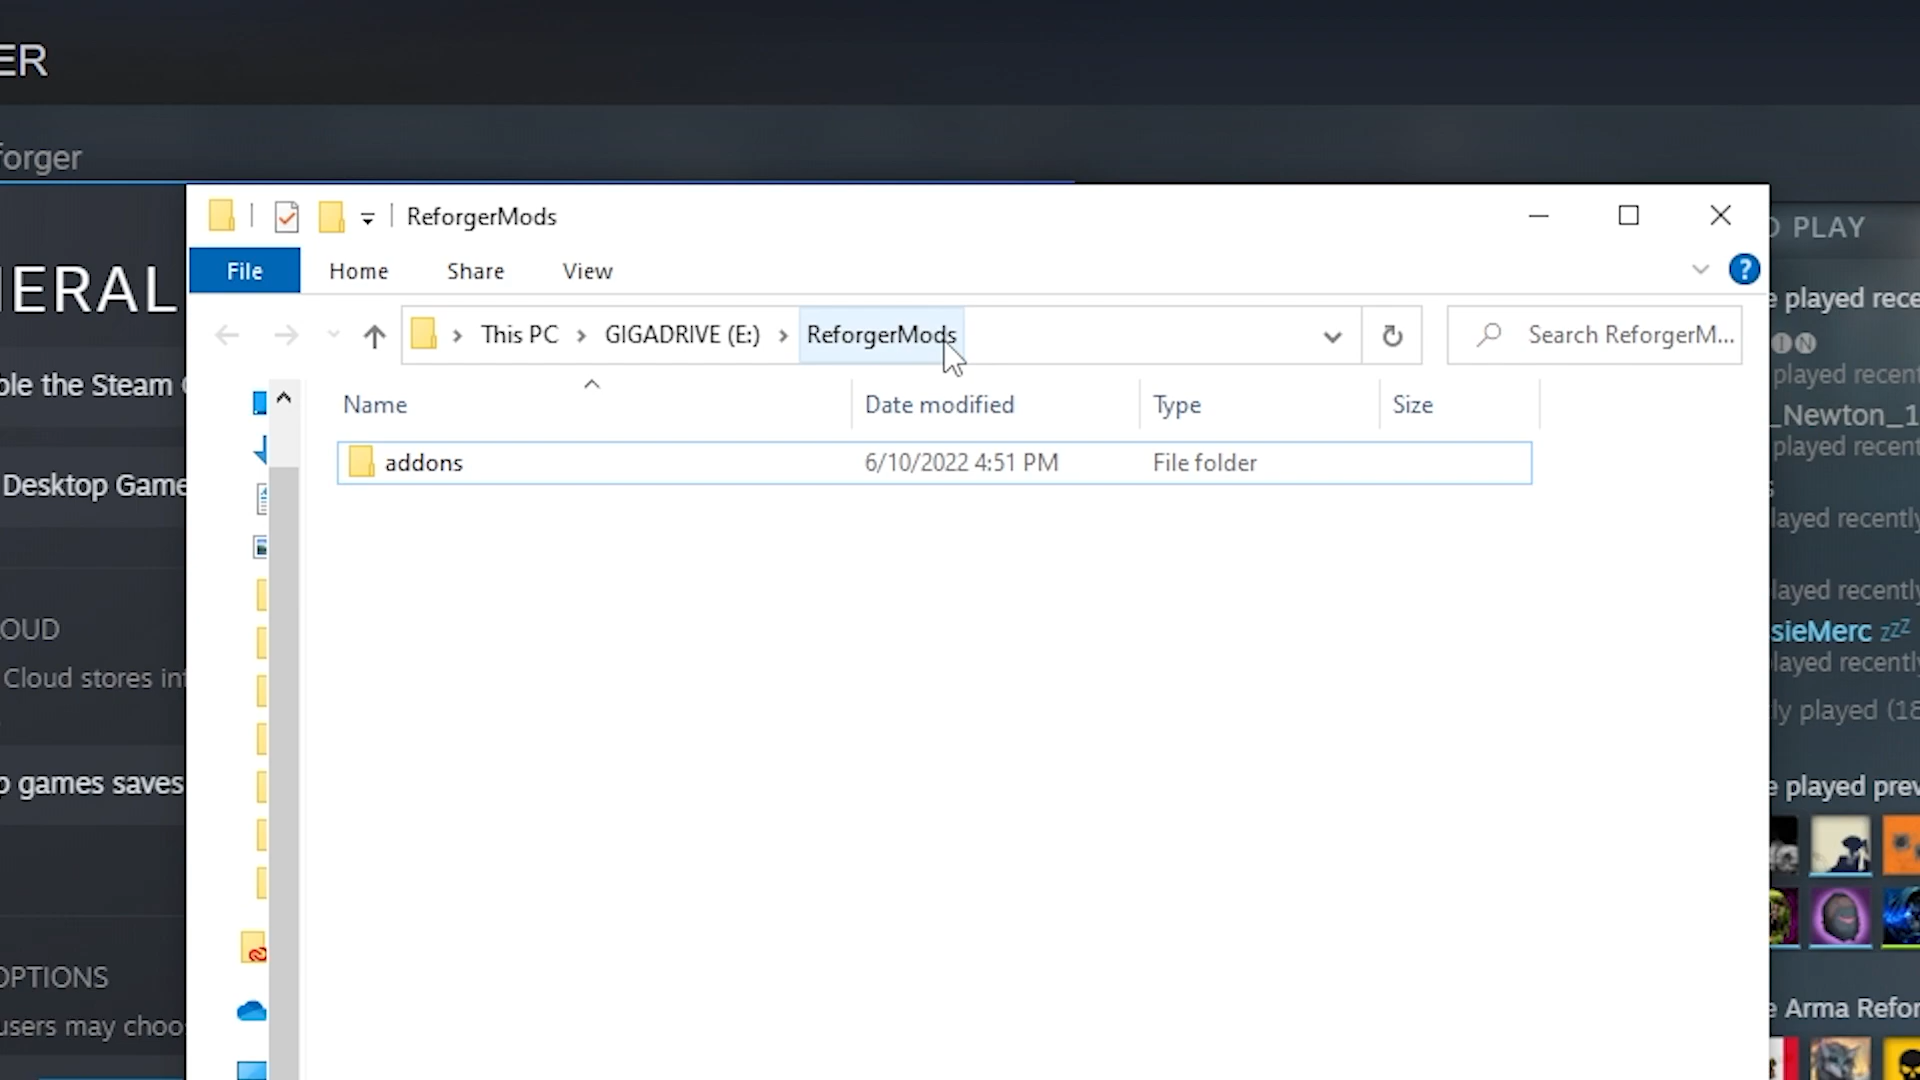 ER
forger
ReforgerMods
File Home Share View
?
This PC GIGADRIVE (E:) ReforgerMods
Search ReforgerM...
Name Date modified Type Size
addons 6/10/2022 4:51 PM File folder
NERAL
ble the Steam
Desktop Game
LOUD
Cloud stores int
p games saves
OPTIONS
users may choo
PLAY
e played rece
I N
played recent
_Newton_1
played recent
layed recently
layed recently
sieMerc zzZ
layed recently
ly played (18
e played prev
e Arma Refor